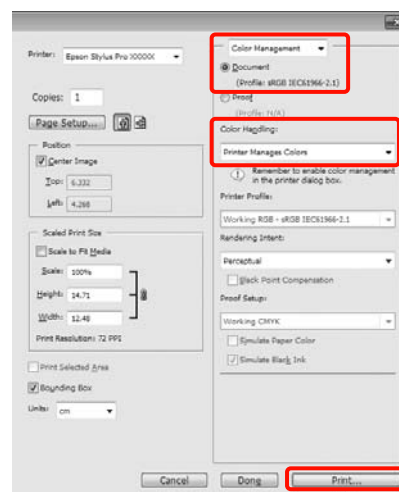 Printer: Epson Stylus Pro XXXXX
Copies: 1
Page Setup...
Position
Center Image
Top: 6.332
Left: 4.268
Scaled Print Size
Scale to Fit Media
Scale: 100%
Height: 14.71
Width: 12.48
Print Resolution: 72 PPI
Print Selected Area
Bounding Box
Units: cm
Color Management
Document
(Profile: sRGB IEC61966-2.1)
Proof
(Profile: N/A)
Color Handling:
Printer Manages Colors
Remember to enable color management
in the printer dialog box.
Printer Profile:
Working RGB - sRGB IEC61966-2.1
Rendering Intent:
Perceptual
Black Point Compensation
Proof Setup:
Working CMYK
Simulate Paper Color
Simulate Black Ink
Cancel
Done
Print...